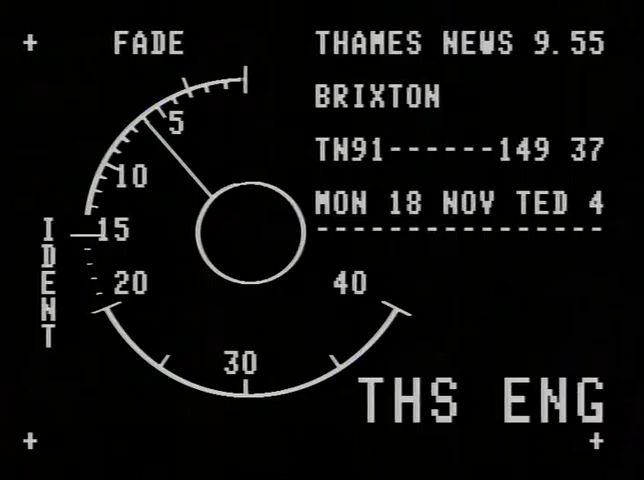 + FADE
THAMES NEWS 9.55
BRIXTON
TN91------149 37
MON 18 NOV TED 4
----------------
5
10
15
20
30
40
IDENT
THS ENG
+ +